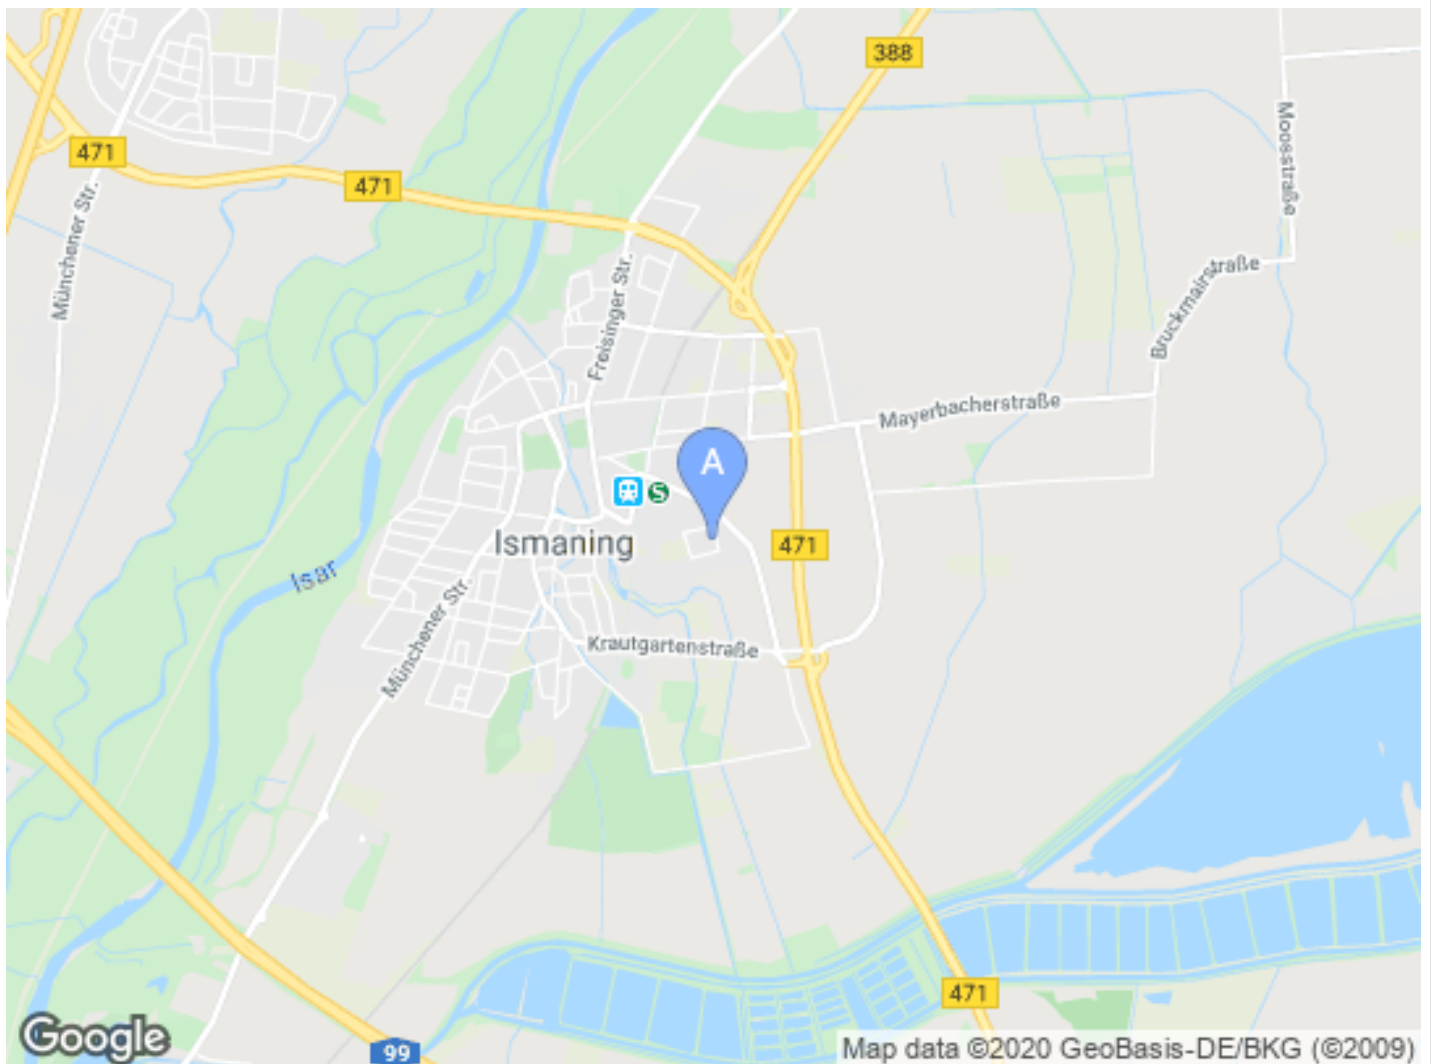 388
471
471
Münchener Str.
Moosstraße
Freisinger Str.
Bruckmairstraße
Mayerbacherstraße
A
S
Ismaning
471
Isar
Münchener Str.
Krautgartenstraße
471
Google
99
Map data ©2020 GeoBasis-DE/BKG (©2009)